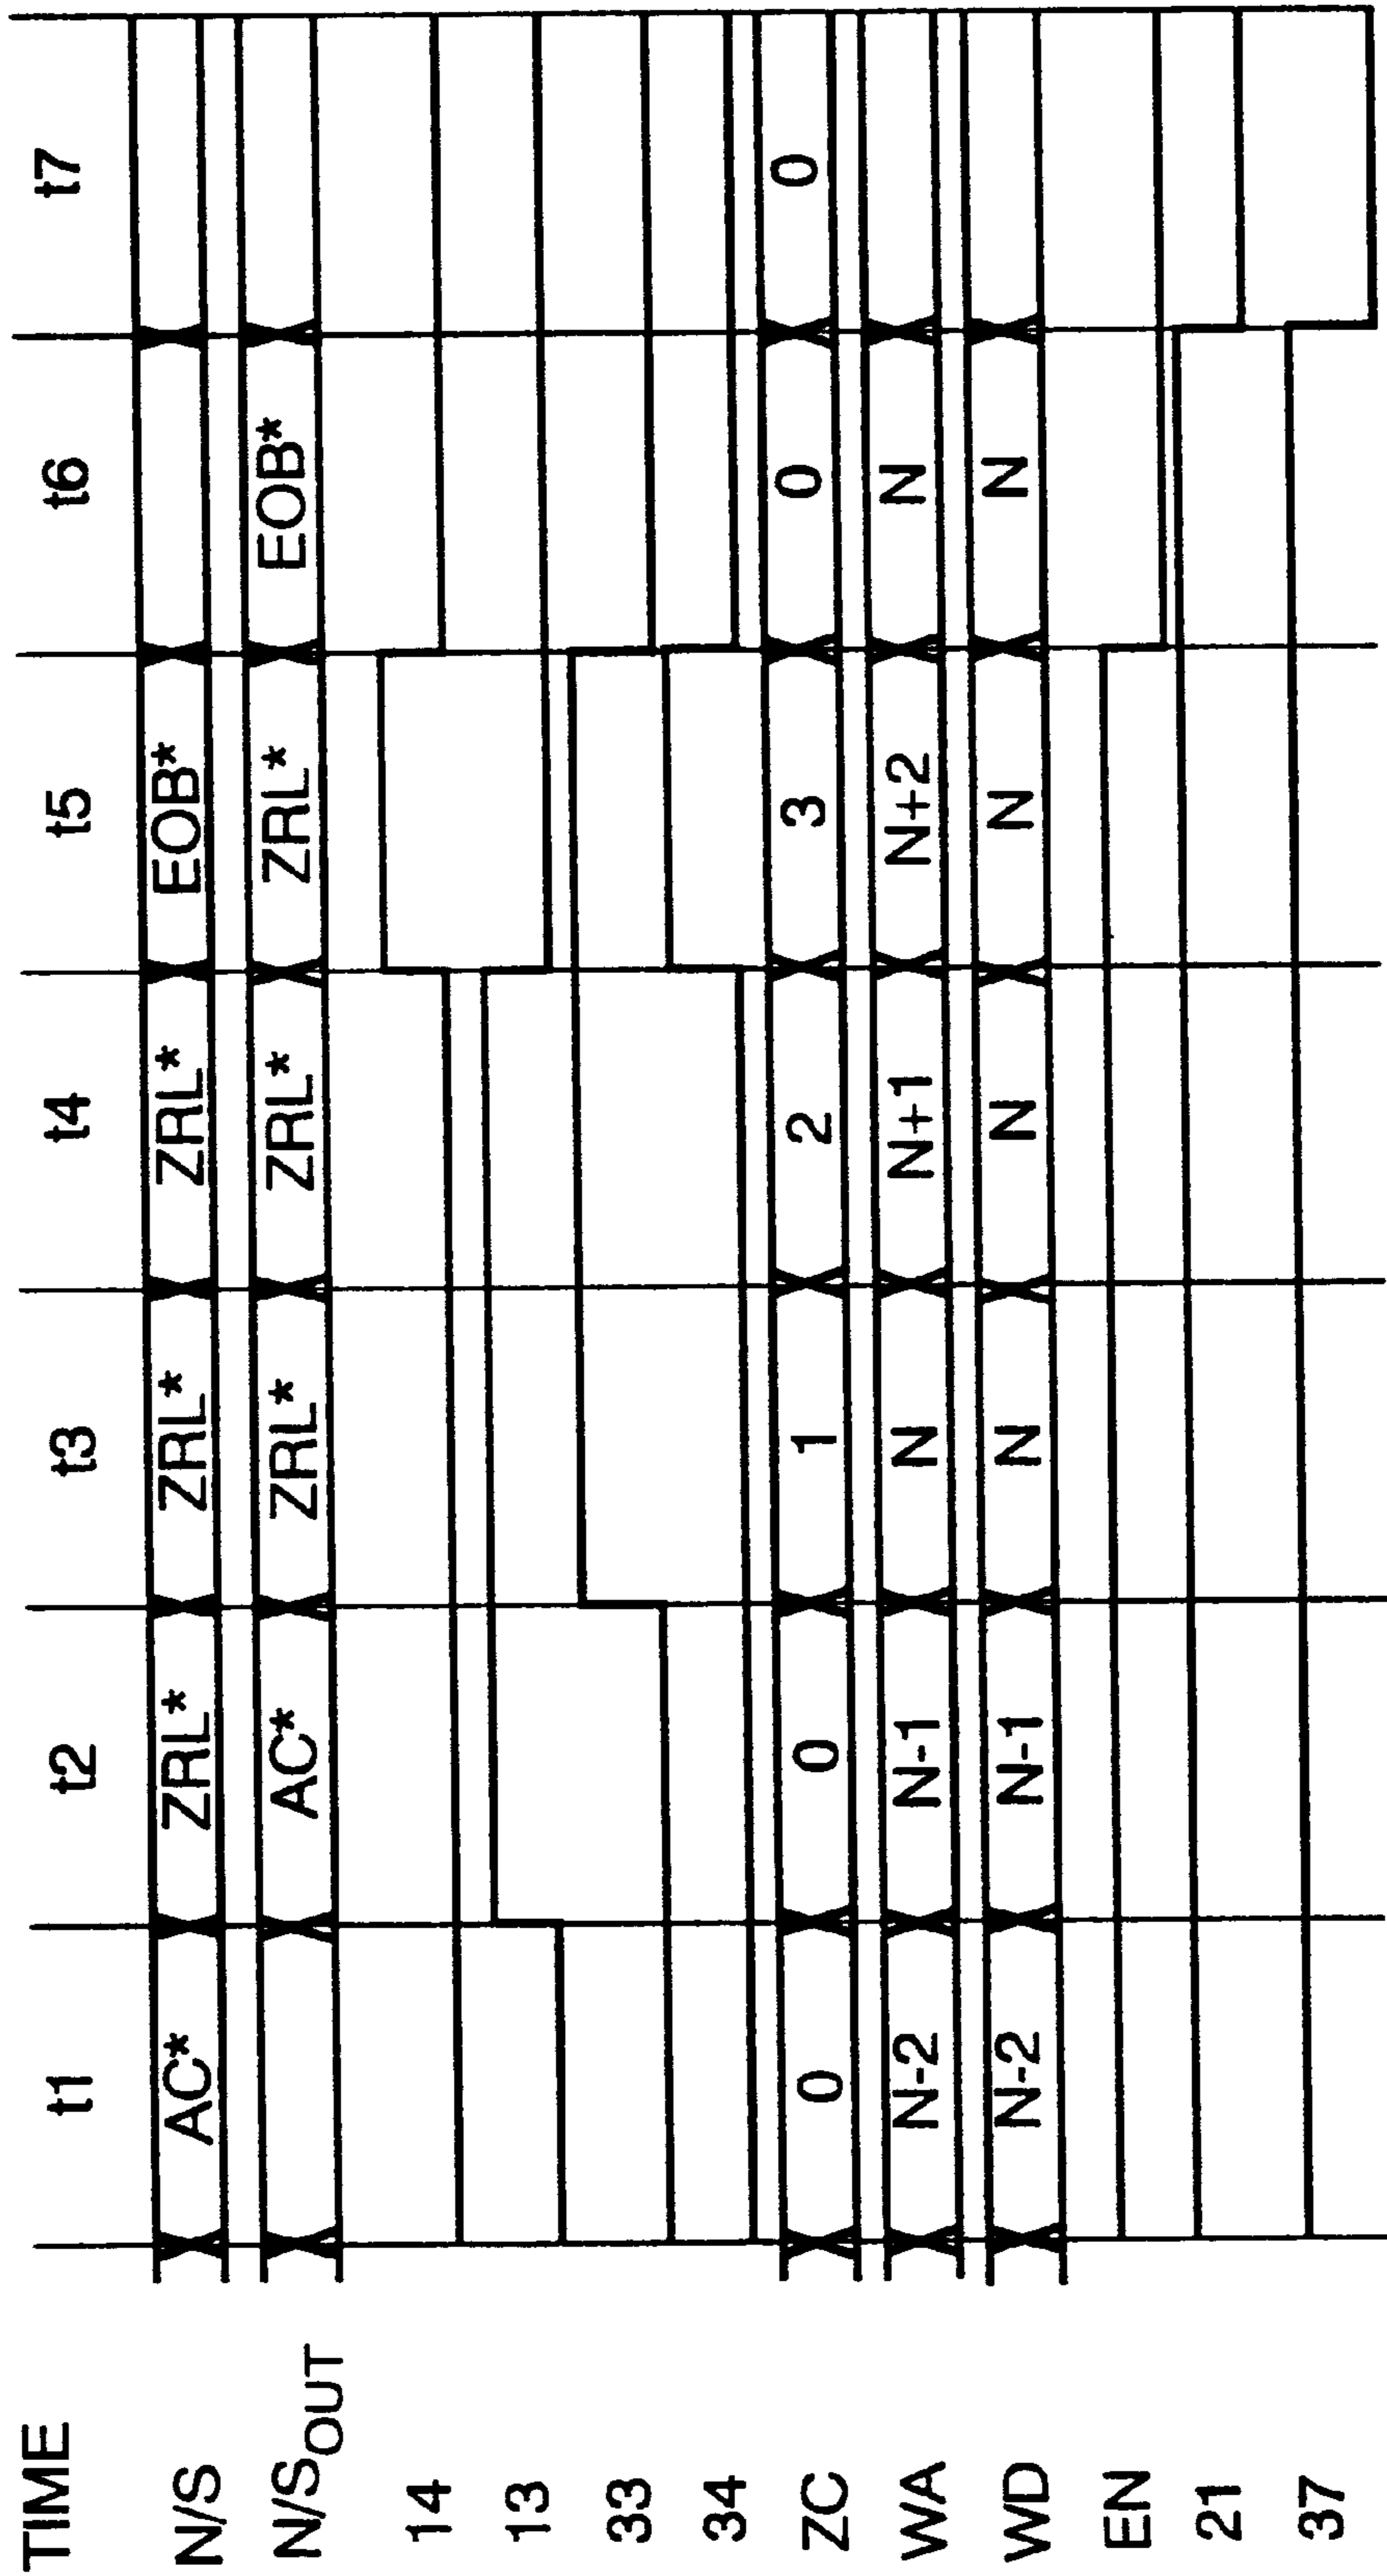 TIME t1 t2 t3 t4 t5 t6 t7
N/S AC* ZRL* ZRL* ZRL* EOB*
N/SOUT AC* ZRL* ZRL* ZRL* EOB*
14
13
33
34
ZC 0 0 1 2 3 0 0
WA N-2 N-1 N N+1 N+2 N
WD N-2 N-1 N N N N
EN
21
37